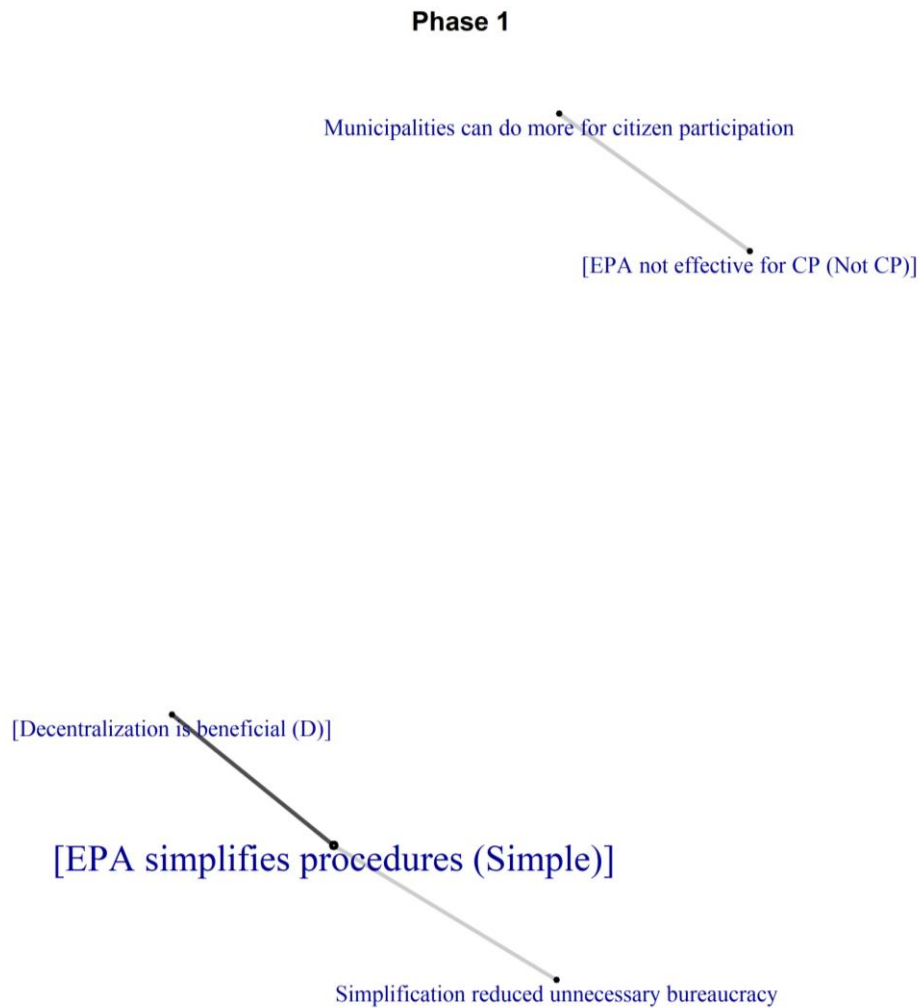 Phase 1
Municipalities can do more for citizen participation
[EPA not effective for CP (Not CP)]
[Decentralization is beneficial (D)]
[EPA simplifies procedures (Simple)]
Simplification reduced unnecessary bureaucracy